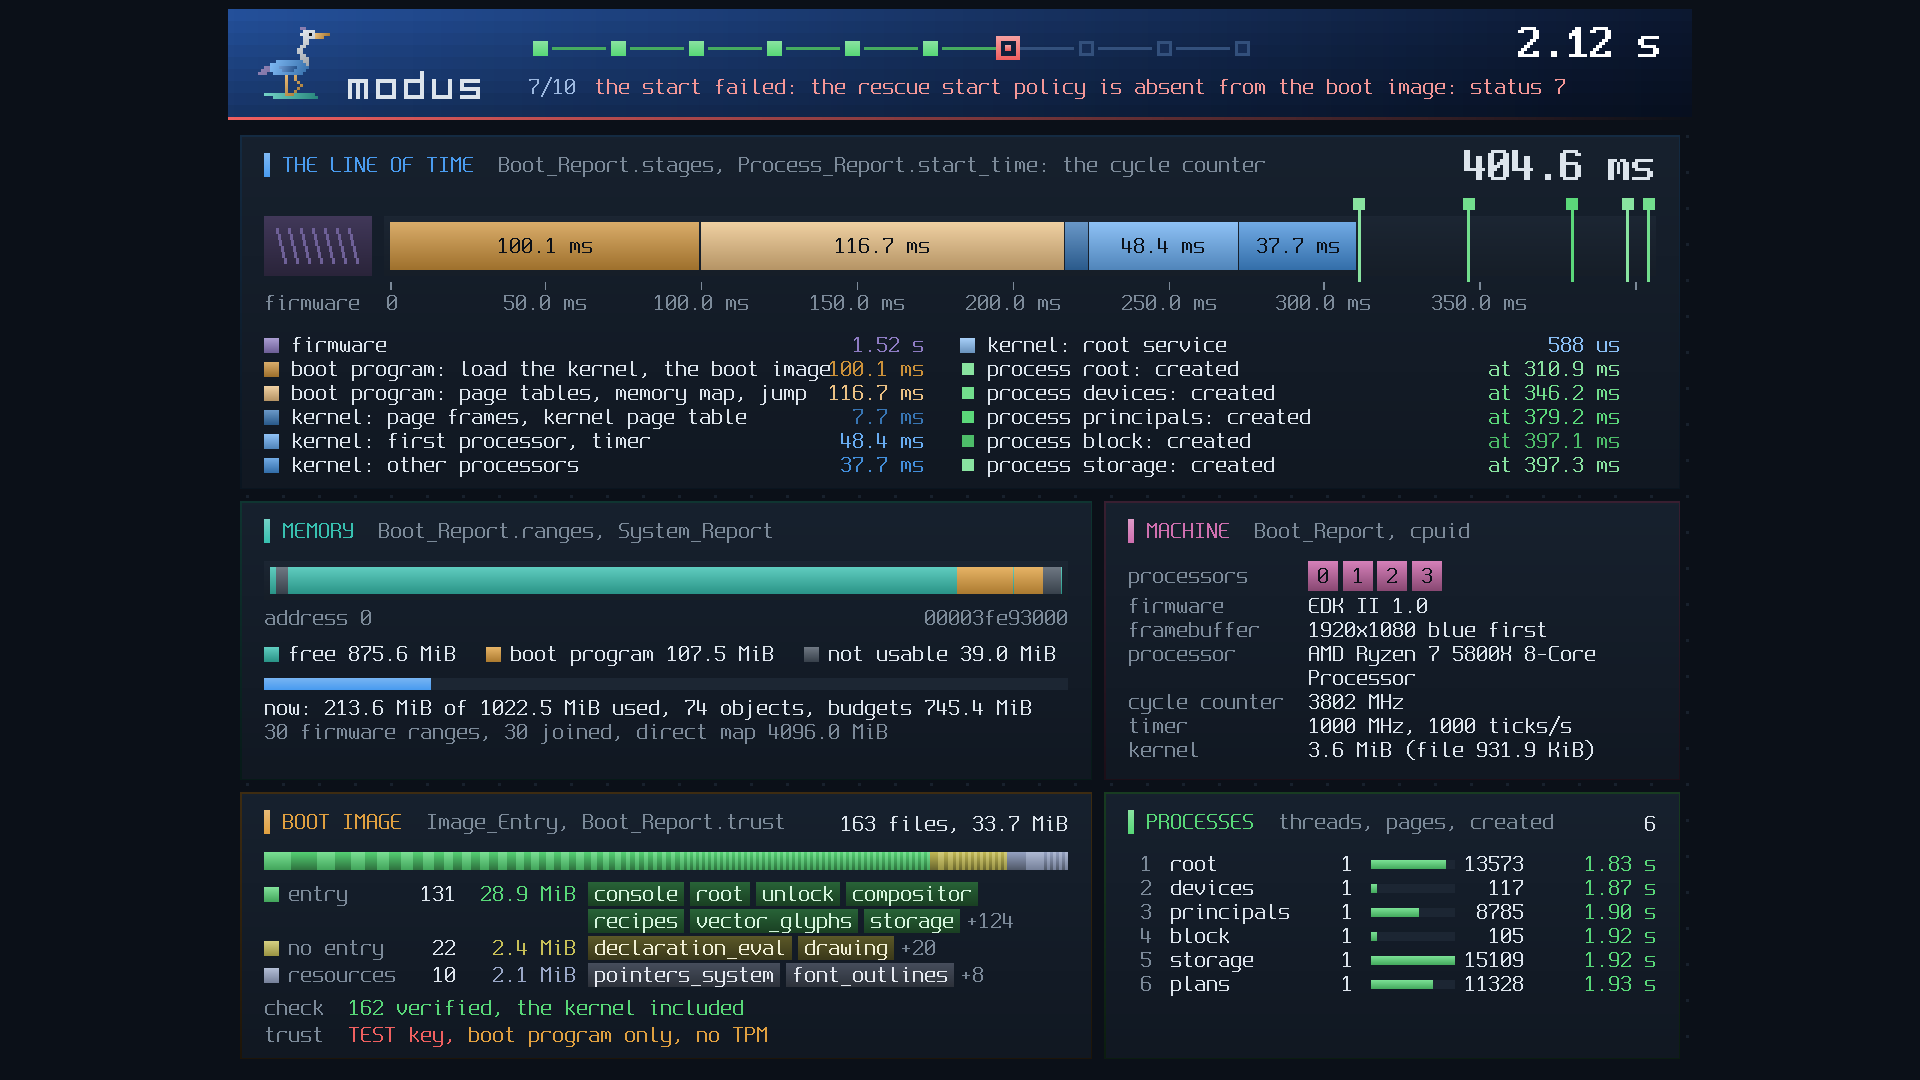 modus
2.12 s
7/10 the start failed: the rescue start policy is absent from the boot image: status 7
THE LINE OF TIME Boot_Report.stages, Process_Report.start_time: the cycle counter 404.6 ms
100.1 ms 116.7 ms 48.4 ms 37.7 ms
firmware 0 50.0 ms 100.0 ms 150.0 ms 200.0 ms 250.0 ms 300.0 ms 350.0 ms
firmware 1.52 s
boot program: load the kernel, the boot image 100.1 ms
boot program: page tables, memory map, jump 116.7 ms
kernel: page frames, kernel page table 7.7 ms
kernel: first processor, timer 48.4 ms
kernel: other processors 37.7 ms
kernel: root service 588 us
process root: created at 310.9 ms
process devices: created at 346.2 ms
process principals: created at 379.2 ms
process block: created at 397.1 ms
process storage: created at 397.3 ms
MEMORY Boot_Report.ranges, System_Report
address 0 00003fe93000
free 875.6 MiB boot program 107.5 MiB not usable 39.0 MiB
now: 213.6 MiB of 1022.5 MiB used, 74 objects, budgets 745.4 MiB
30 firmware ranges, 30 joined, direct map 4096.0 MiB
MACHINE Boot_Report, cpuid
processors 0 1 2 3
firmware EDK II 1.0
framebuffer 1920x1080 blue first
processor AMD Ryzen 7 5800X 8-Core
Processor
cycle counter 3802 MHz
timer 1000 MHz, 1000 ticks/s
kernel 3.6 MiB (file 931.9 KiB)
BOOT IMAGE Image_Entry, Boot_Report.trust 163 files, 33.7 MiB
entry 131 28.9 MiB console root unlock compositor
recipes vector_glyphs storage +124
no entry 22 2.4 MiB declaration_eval drawing +20
resources 10 2.1 MiB pointers_system font_outlines +8
check 162 verified, the kernel included
trust TEST key, boot program only, no TPM
PROCESSES threads, pages, created 6
1 root 1 13573 1.83 s
2 devices 1 117 1.87 s
3 principals 1 8785 1.90 s
4 block 1 105 1.92 s
5 storage 1 15109 1.92 s
6 plans 1 11328 1.93 s